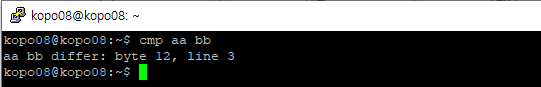 kopo08@kopo08: ~
kopo08@kopo08:~$ cmp aa bb
aa bb differ: byte 12, line 3
kopo08@kopo08:~$